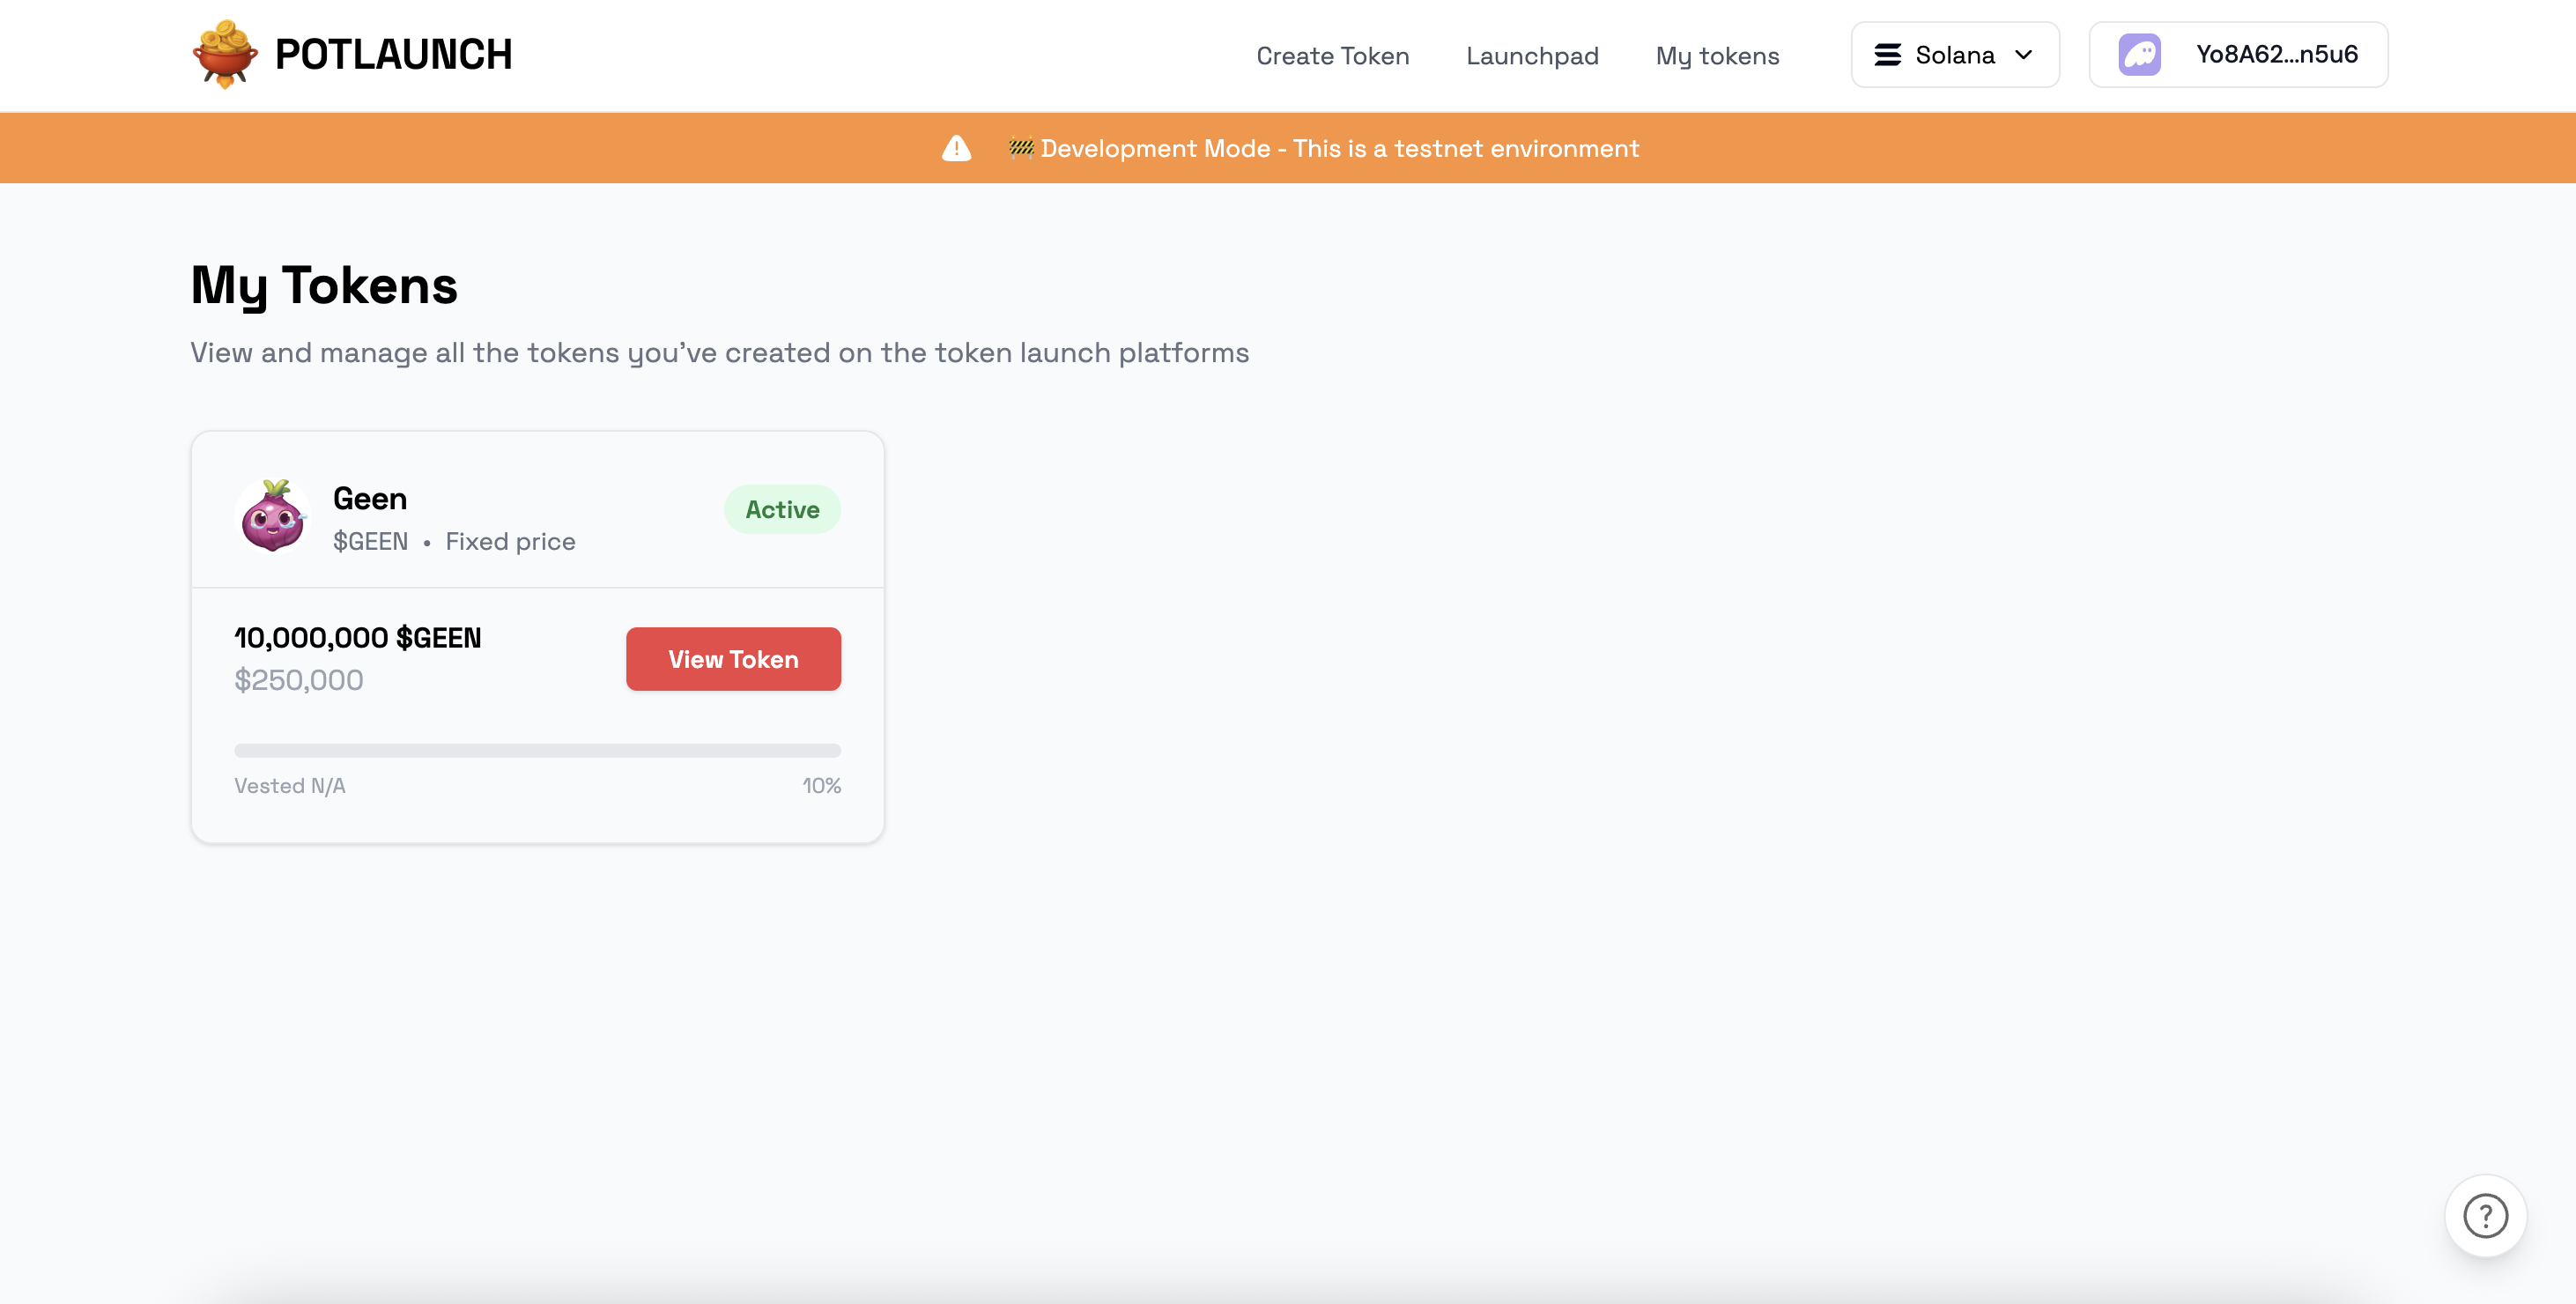 POTLAUNCH
Create Token
Launchpad
My tokens
Solana
Yo8A62...n5u6
🚧 Development Mode - This is a testnet environment
My Tokens
View and manage all the tokens you've created on the token launch platforms
Geen
Active
$GEEN • Fixed price
10,000,000 $GEEN
View Token
$250,000
Vested N/A
10%